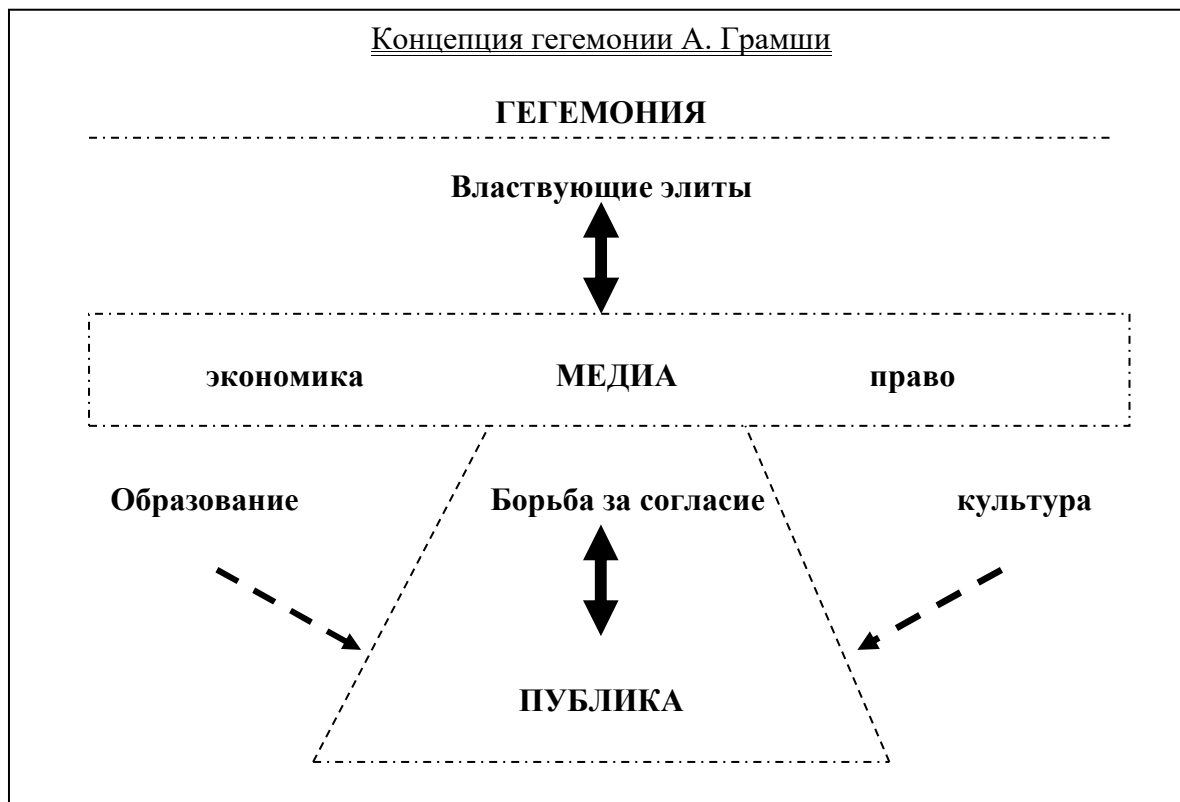 Концепция гегемонии А. Грамши
ГЕГЕМОНИЯ
Властвующие элиты
экономика МЕДИА право
Образование Борьба за согласие культура
ПУБЛИКА